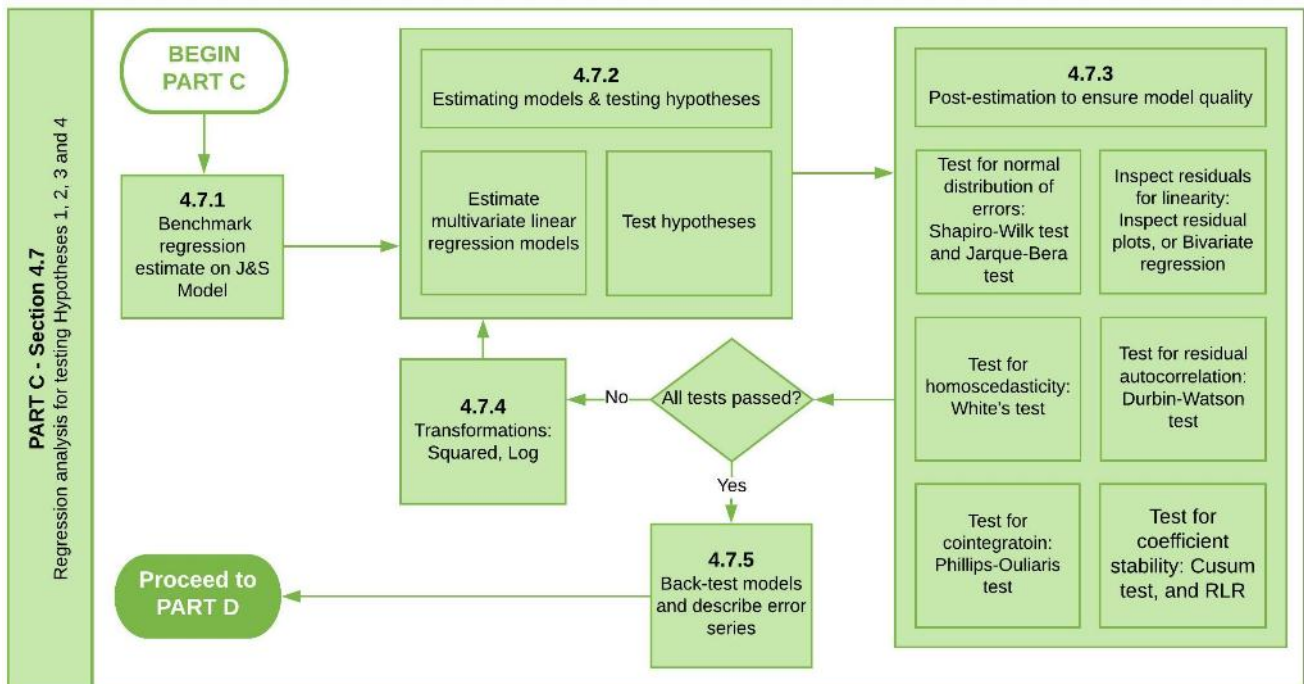 PART C - Section 4.7
Regression analysis for testing Hypotheses 1, 2, 3 and 4
BEGIN
PART C
4.7.1
Benchmark
regression
estimate on J&S
Model
4.7.2
Estimating models & testing hypotheses
Estimate
multivariate linear
regression models
Test hypotheses
4.7.3
Post-estimation to ensure model quality
Test for normal
distribution of
errors:
Shapiro-Wilk test
and Jarque-Bera
test
Inspect residuals
for linearity:
Inspect residual
plots, or Bivariate
regression
Test for
homoscedasticity:
White's test
Test for residual
autocorrelation:
Durbin-Watson
test
Test for
cointegratoin:
Phillips-Ouliaris
test
Test for
coefficient
stability: Cusum
test, and RLR
All tests passed?
No
4.7.4
Transformations:
Squared, Log
Yes
4.7.5
Back-test models
and describe error
series
Proceed to
PART D